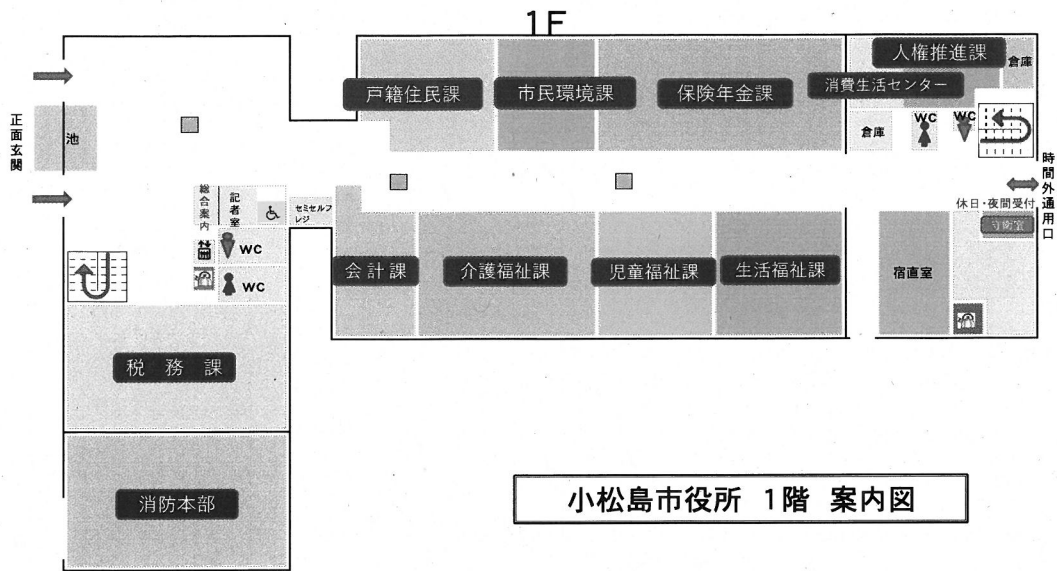 1F
戸籍住民課
市民環境課
保険年金課
人権推進課
倉庫
消費生活センター
倉庫
WC
WC
正面玄関
池
時間外通用口
総合案内
記者室
セミセルフ
レジ
休日・夜間受付
守衛室
WC
WC
会計課
介護福祉課
児童福祉課
生活福祉課
宿直室
税務課
消防本部
小松島市役所 1階 案内図